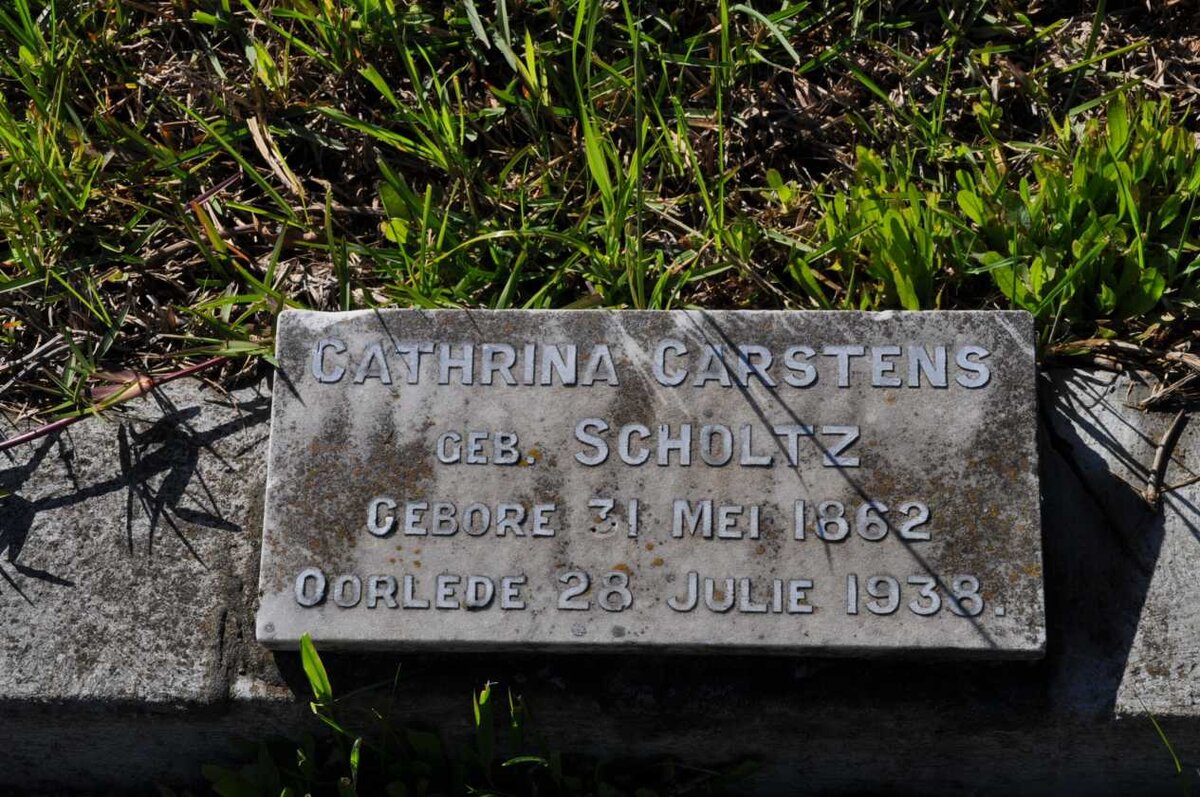 CATHRINA CARSTENS
GEB. SCHOLTZ
GEBORE 31 MEI 1862
OORLEDE 28 JULIE 1938.